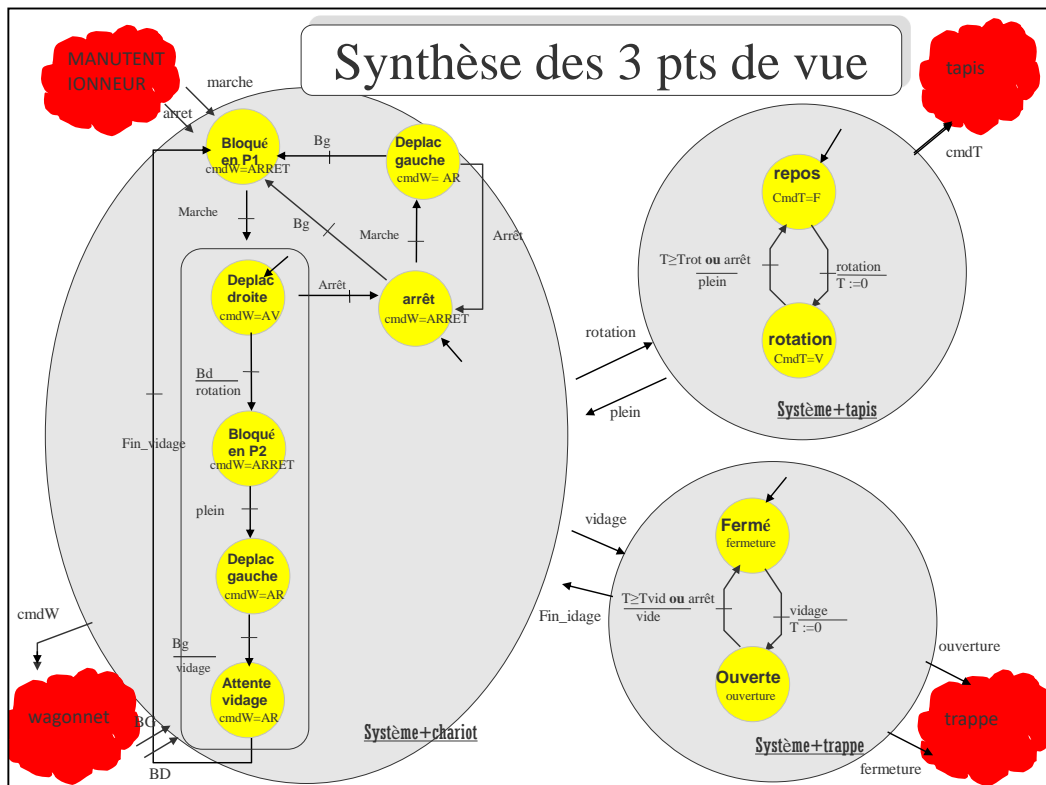 Synthèse des 3 pts de vue
MANUTENT
IONNEUR
marche
arret
Bloqué
en P1
cmdW=ARRET
Bg
Deplac
gauche
cmdW= AR
Marche
Bg
Marche
Arrêt
Deplac
droite
cmdW=AV
Arrêt
arrêt
cmdW=ARRET
Bd
rotation
Bloqué
en P2
cmdW=ARRET
Fin_vidage
plein
Deplac
gauche
cmdW=AR
Bg
vidage
Attente
vidage
cmdW=AR
Système+chariot
cmdW
wagonnet
BG
BD
tapis
cmdT
repos
CmdT=F
T≥Trot ou arrêt
plein
rotation
T :=0
rotation
CmdT=V
Système+tapis
rotation
plein
vidage
Fin_idage
Fermé
fermeture
T≥Tvid ou arrêt
vide
vidage
T :=0
Ouverte
ouverture
Système+trappe
ouverture
trappe
fermeture